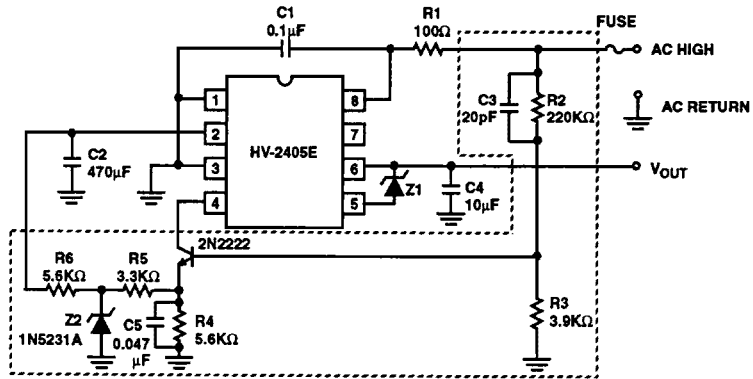 C1
0.1µF
R1
100Ω
FUSE
AC HIGH
C3
20pF
R2
220KΩ
AC RETURN
1
2
3
4
HV-2405E
8
7
6
5
C2
470µF
Z1
C4
10µF
VOUT
2N2222
R6
5.6KΩ
R5
3.3KΩ
Z2
1N5231A
C5
0.047
µF
R4
5.6KΩ
R3
3.9KΩ